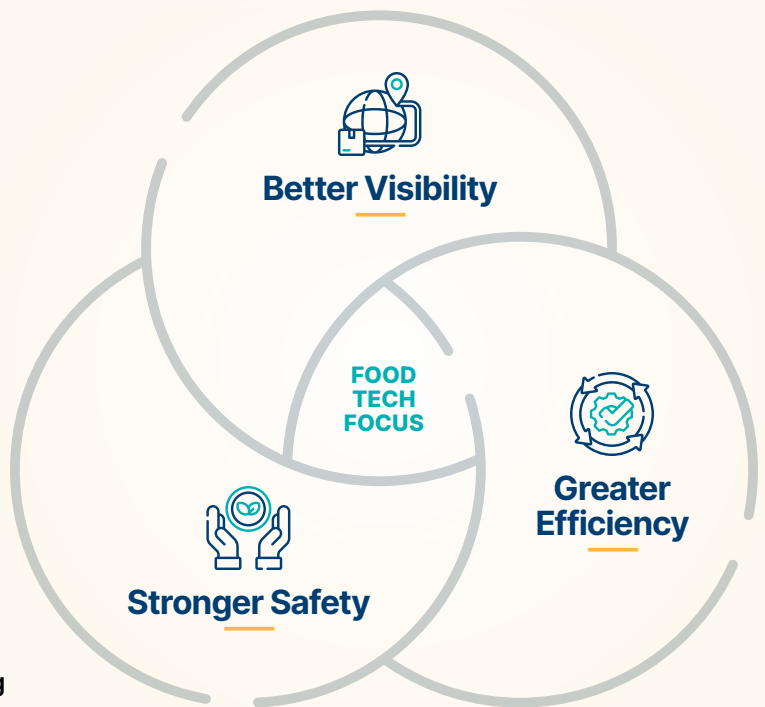 Better Visibility
FOOD
TECH
FOCUS
Greater
Efficiency
Stronger Safety
g